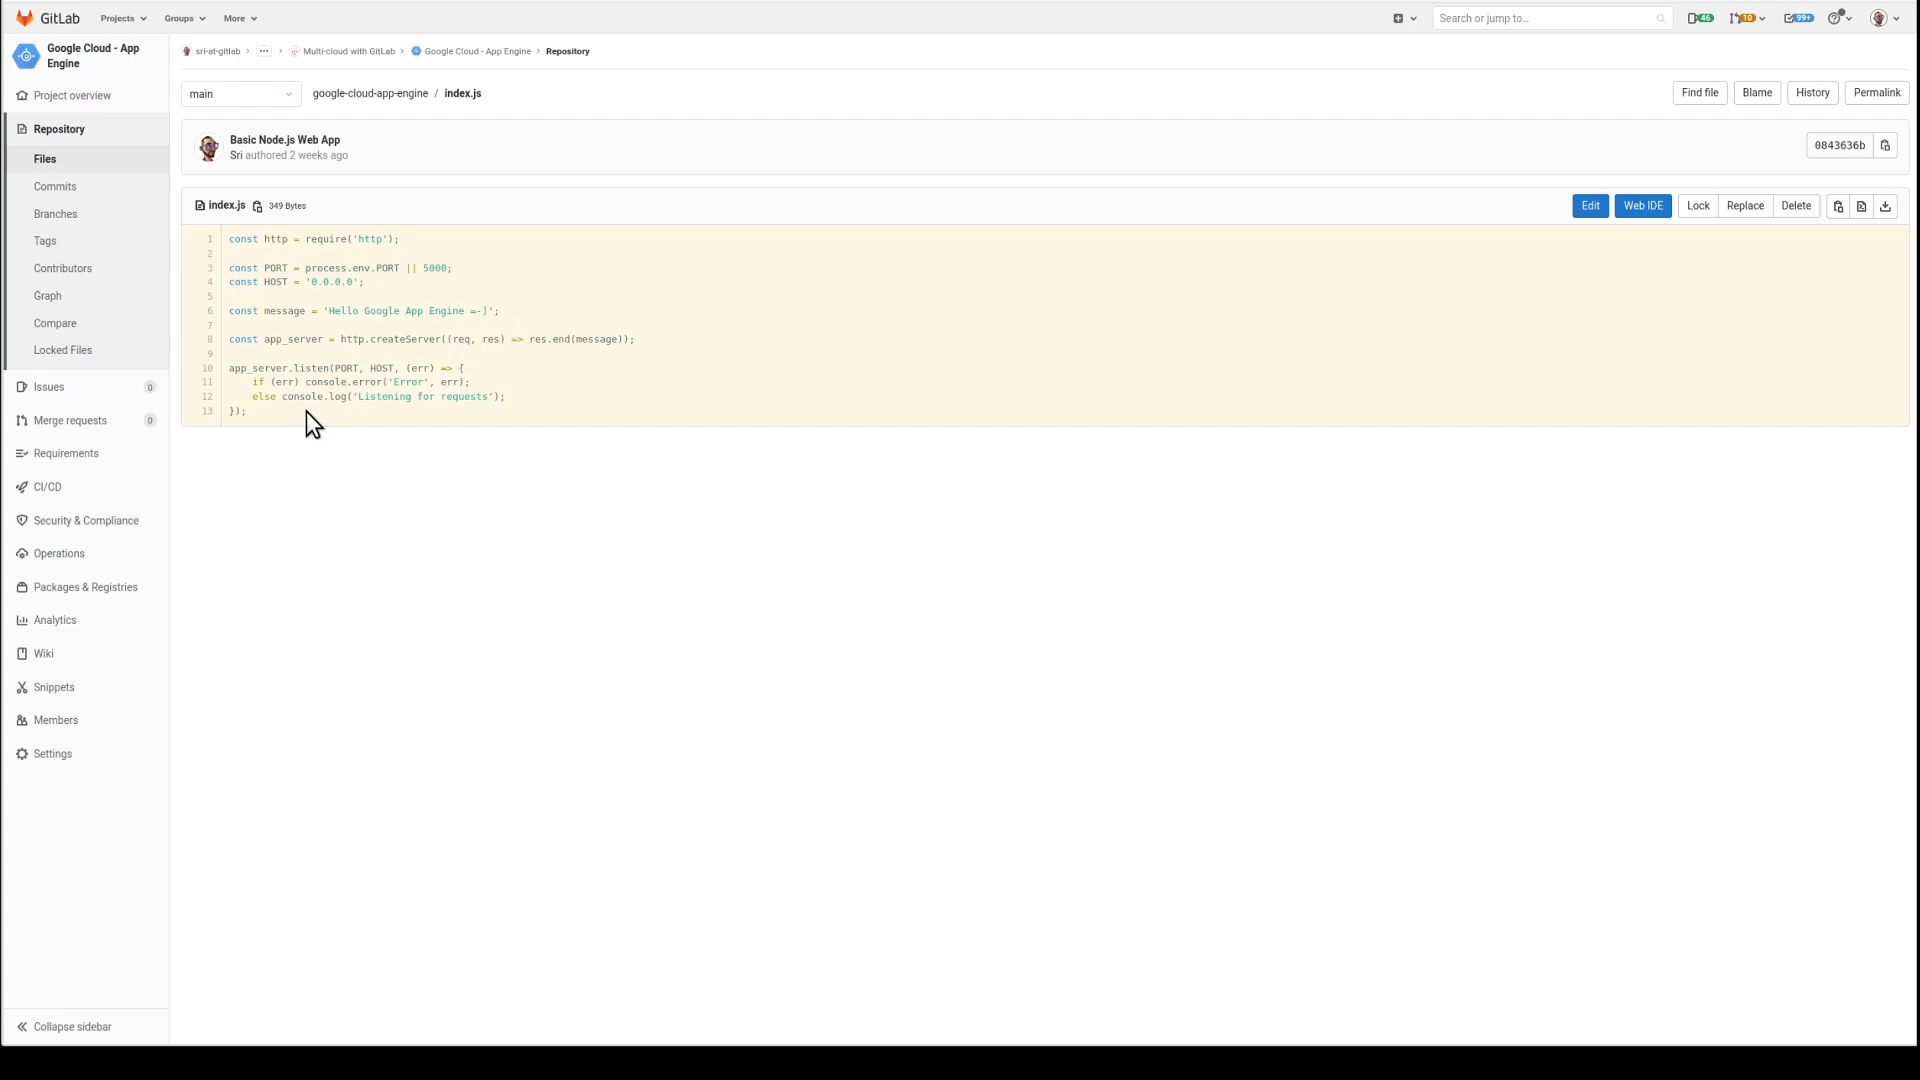 GitLab Projects Groups More Search or jump to... 46 10 99+
Google Cloud - App Engine
sri-at-gitlab > ... > Multi-cloud with GitLab > Google Cloud - App Engine > Repository
Project overview
Repository
Files
Commits
Branches
Tags
Contributors
Graph
Compare
Locked Files
Issues 0
Merge requests 0
Requirements
CI/CD
Security & Compliance
Operations
Packages & Registries
Analytics
Wiki
Snippets
Members
Settings
Collapse sidebar
main google-cloud-app-engine / index.js Find file Blame History Permalink
Basic Node.js Web App
Sri authored 2 weeks ago
0843636b
index.js 349 Bytes Edit Web IDE Lock Replace Delete
1 const http = require('http');
2
3 const PORT = process.env.PORT || 5000;
4 const HOST = '0.0.0.0';
5
6 const message = 'Hello Google App Engine =-]';
7
8 const app_server = http.createServer((req, res) => res.end(message));
9
10 app_server.listen(PORT, HOST, (err) => {
11 if (err) console.error('Error', err);
12 else console.log('Listening for requests');
13 });